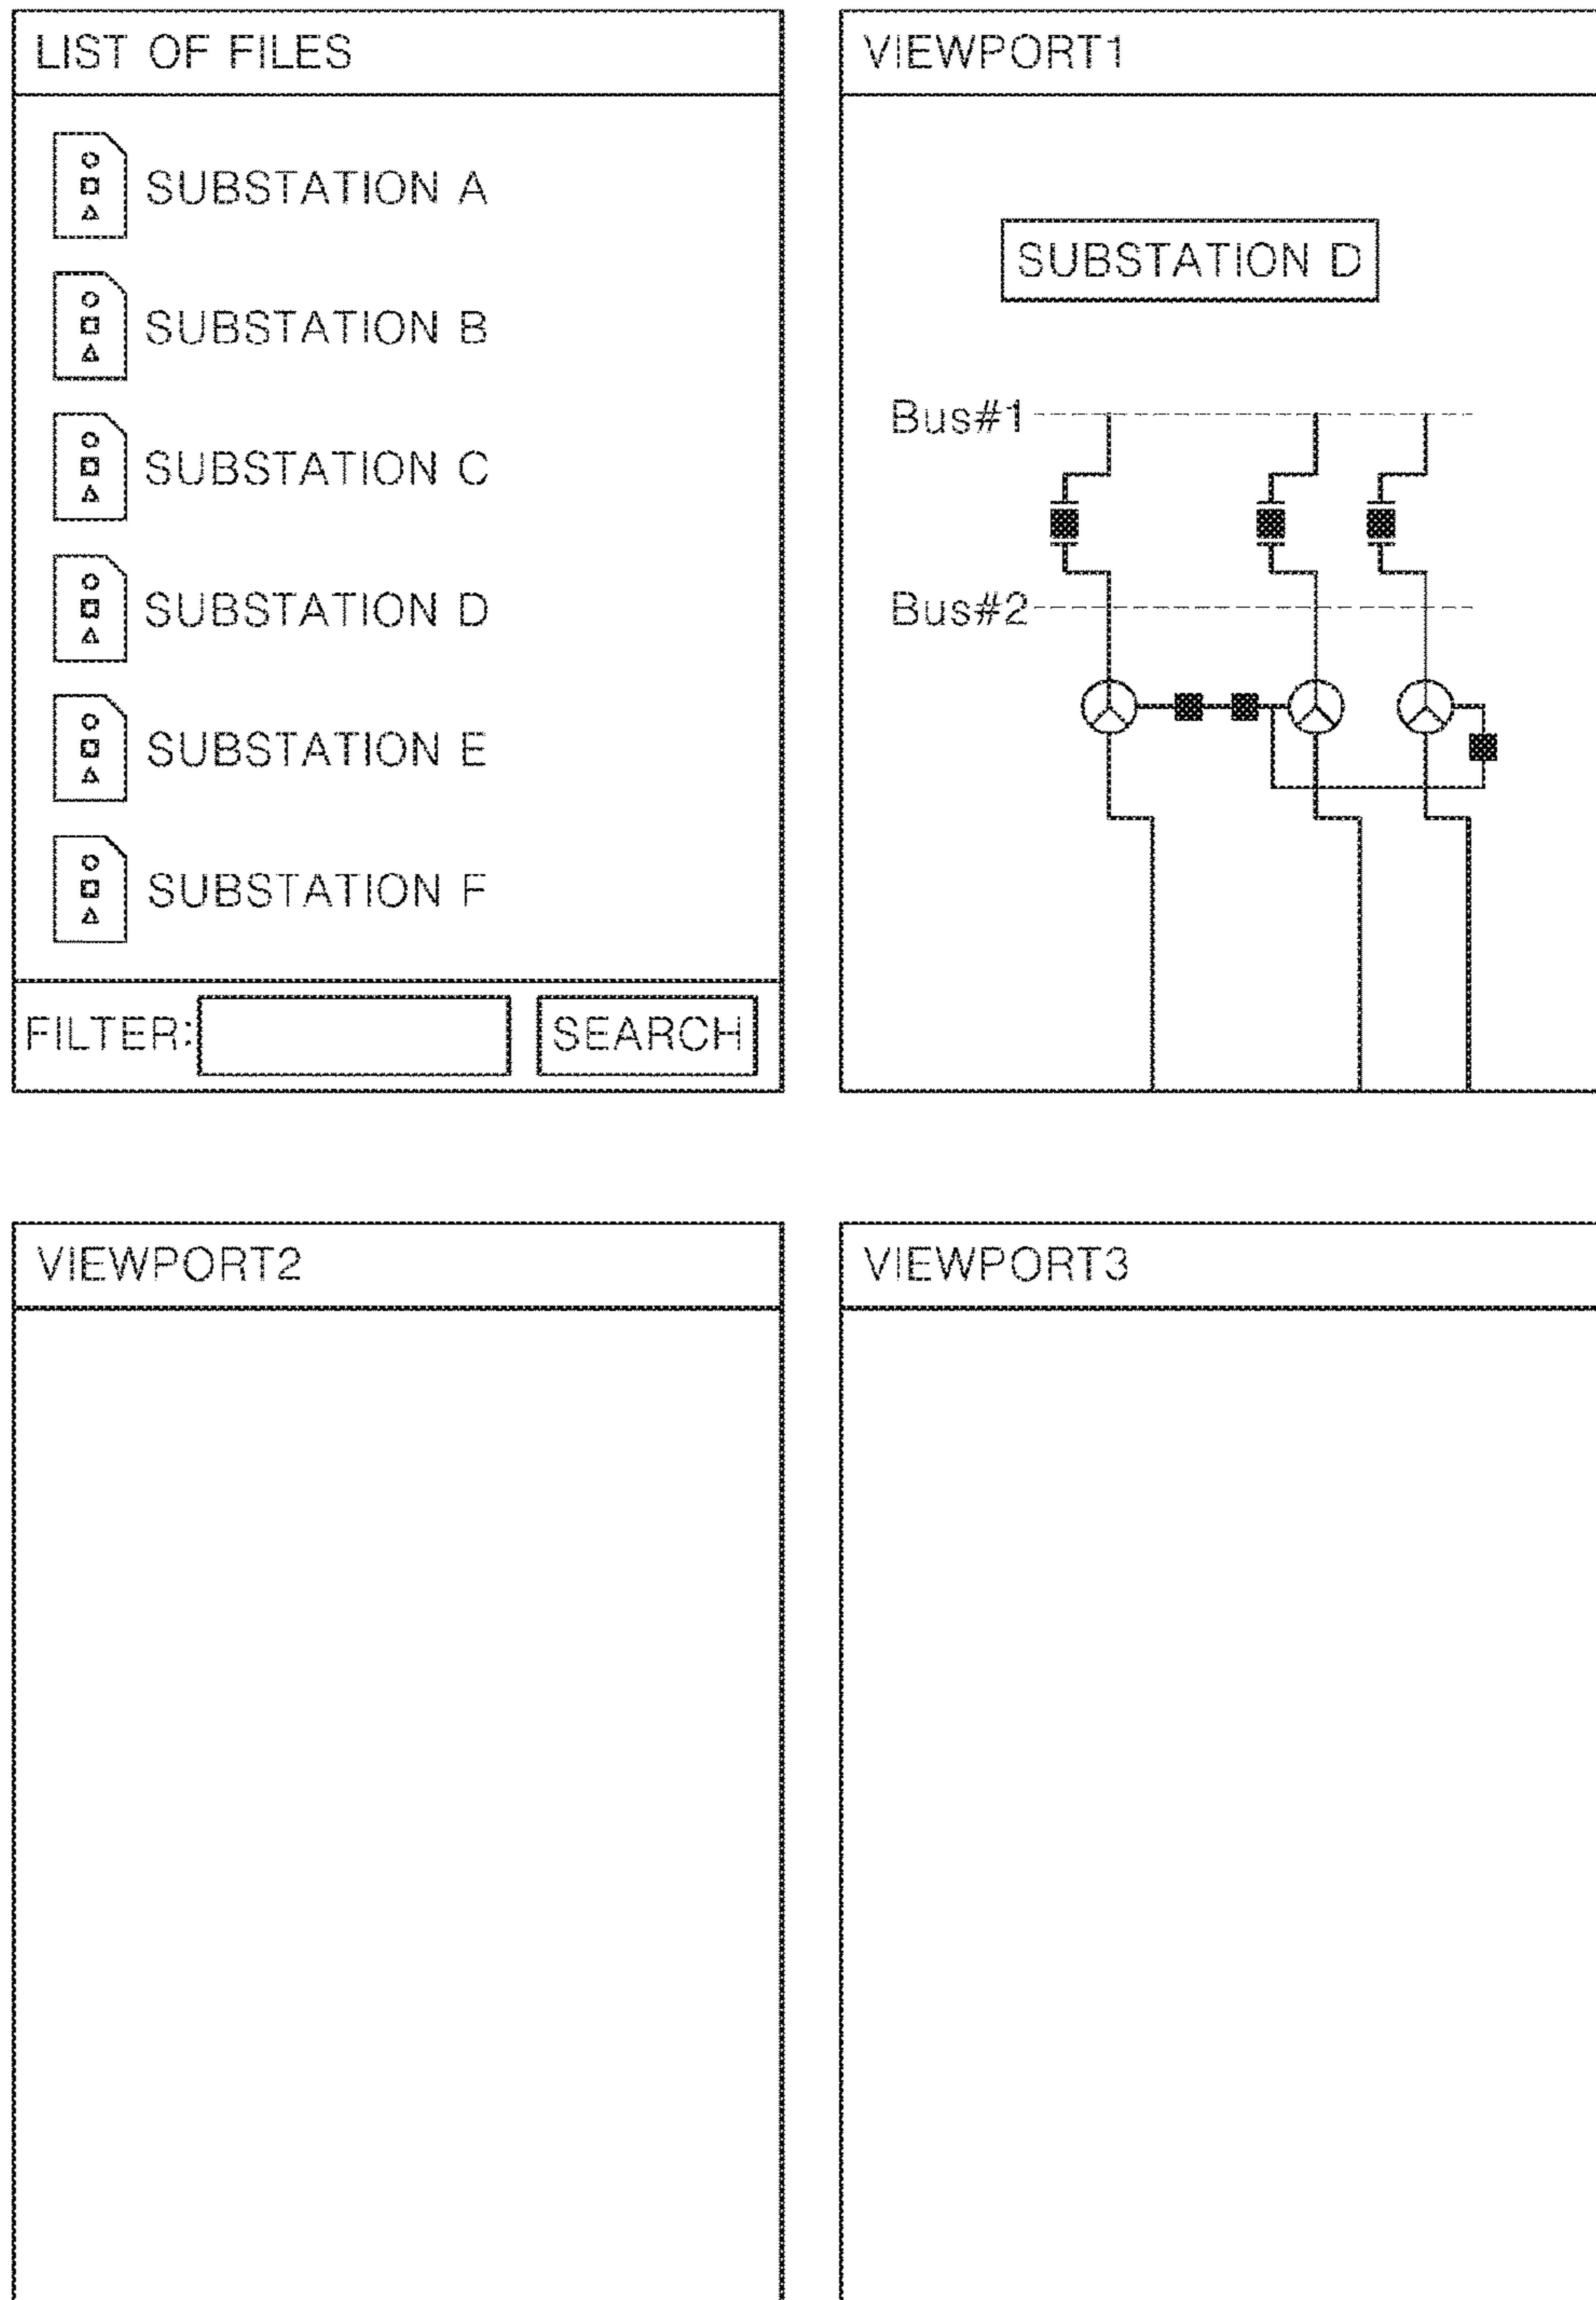 LIST OF FILES
SUBSTATION A
SUBSTATION B
SUBSTATION C
SUBSTATION D
SUBSTATION E
SUBSTATION F
FILTER:
SEARCH
VIEWPORT1
SUBSTATION D
Bus#1
Bus#2
VIEWPORT2
VIEWPORT3